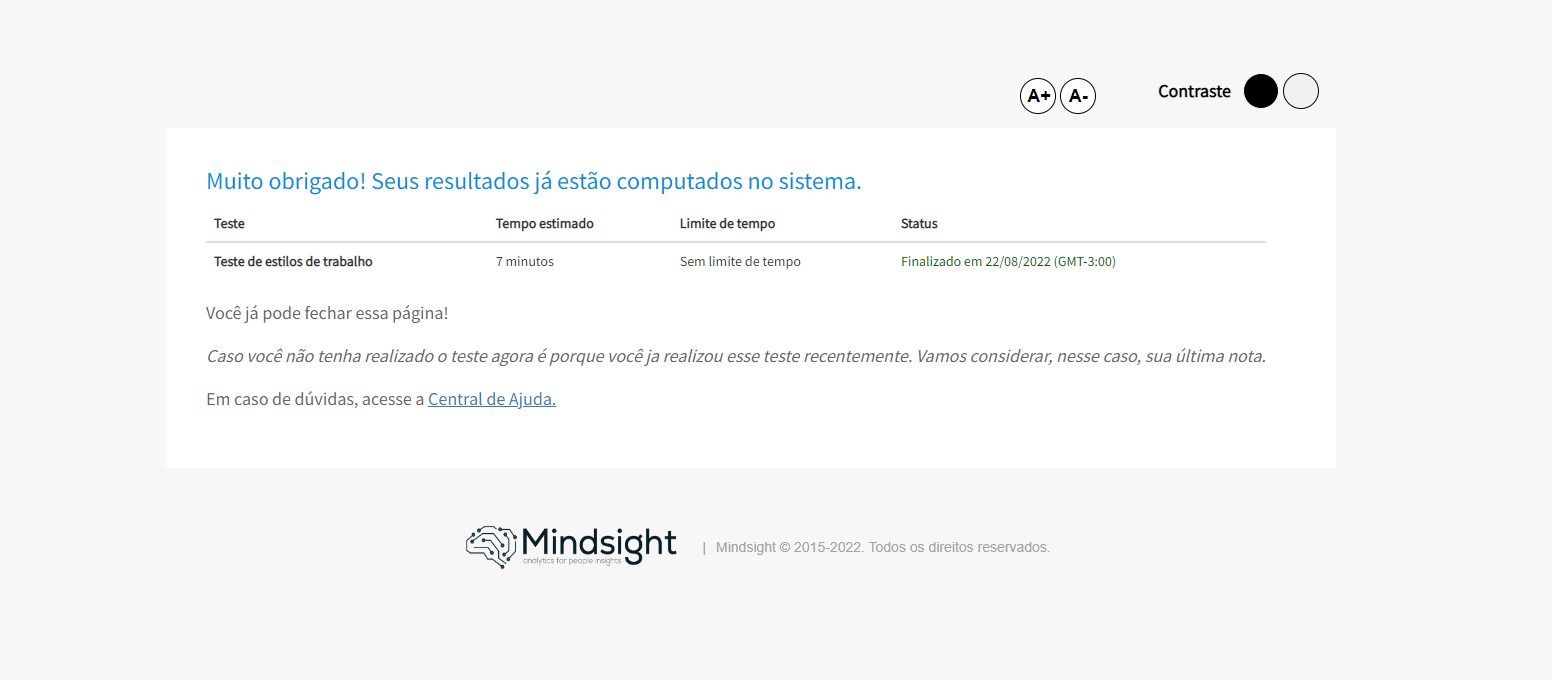 A+ A- Contraste
Muito obrigado! Seus resultados já estão computados no sistema.
Teste Tempo estimado Limite de tempo Status
Teste de estilos de trabalho 7 minutos Sem limite de tempo Finalizado em 22/08/2022 (GMT-3:00)
Você já pode fechar essa página!
Caso você não tenha realizado o teste agora é porque você ja realizou esse teste recentemente. Vamos considerar, nesse caso, sua última nota.
Em caso de dúvidas, acesse a Central de Ajuda.
Mindsight
analytics for people insights
| Mindsight © 2015-2022. Todos os direitos reservados.